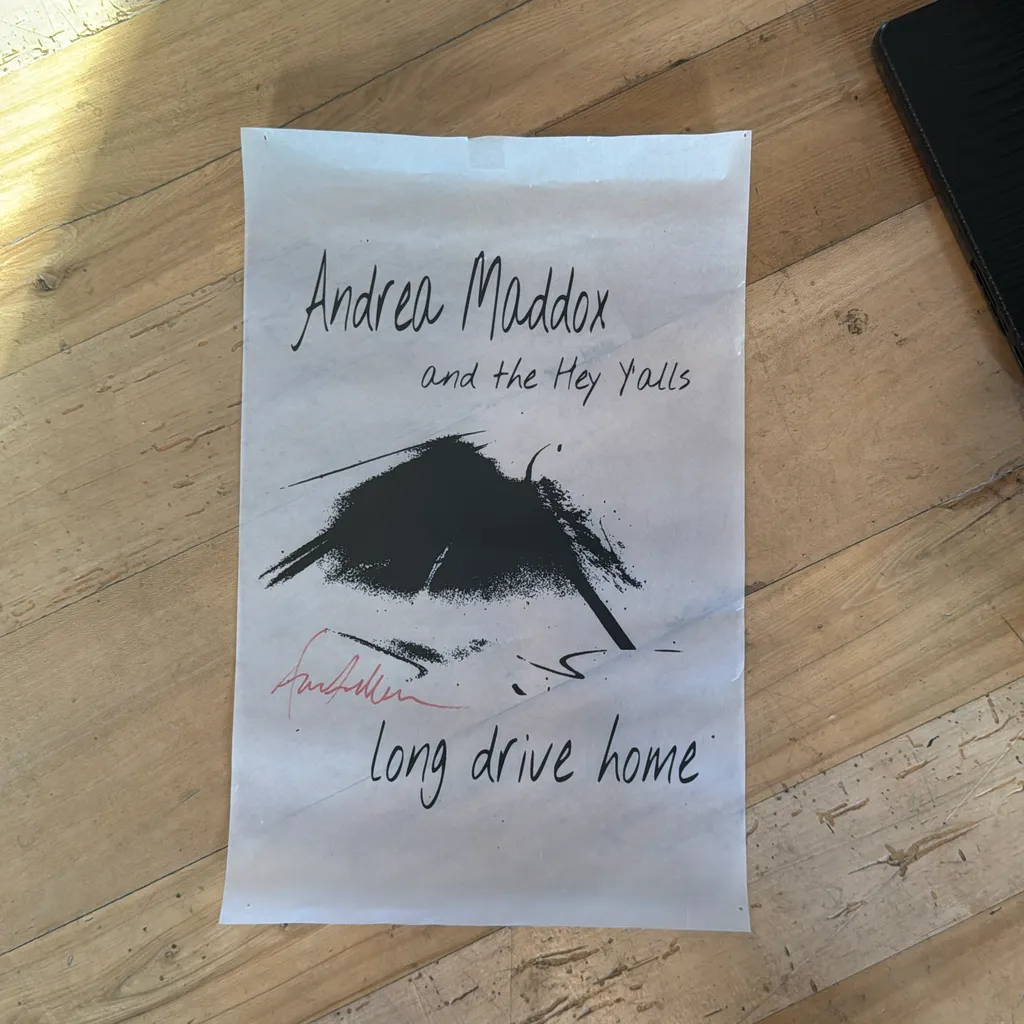 Andrea Maddox
and the Hey Y'alls
long drive home